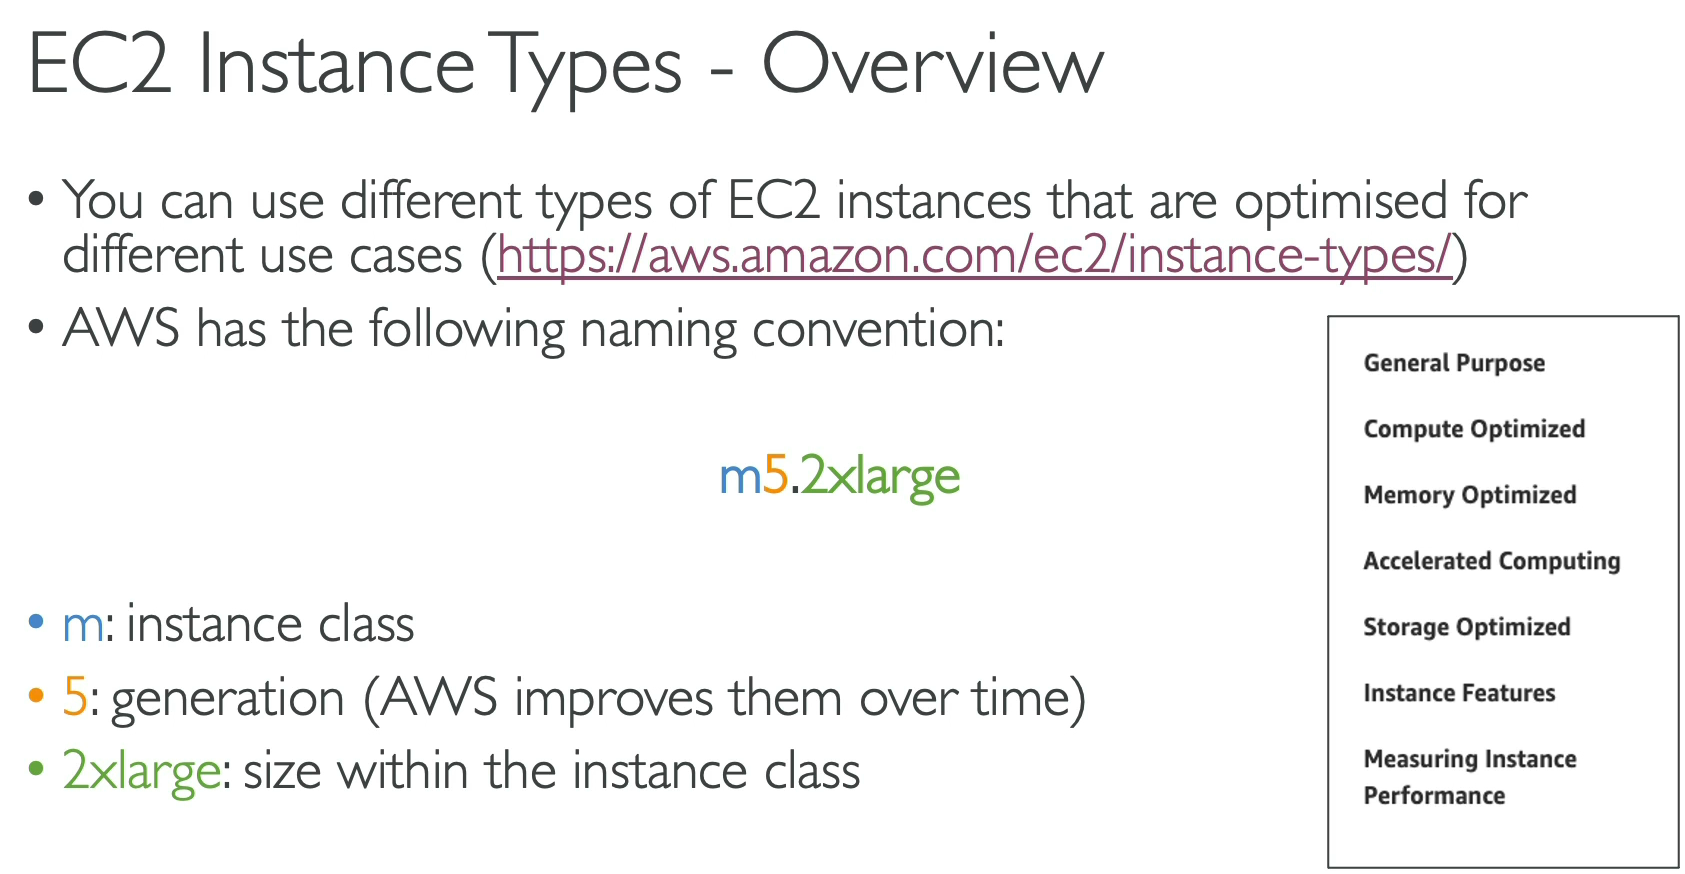 EC2 Instance Types - Overview
• You can use different types of EC2 instances that are optimised for
different use cases (https://aws.amazon.com/ec2/instance-types/)
• AWS has the following naming convention:
m5.2xlarge
• m: instance class
• 5: generation (AWS improves them over time)
• 2xlarge: size within the instance class
General Purpose
Compute Optimized
Memory Optimized
Accelerated Computing
Storage Optimized
Instance Features
Measuring Instance
Performance